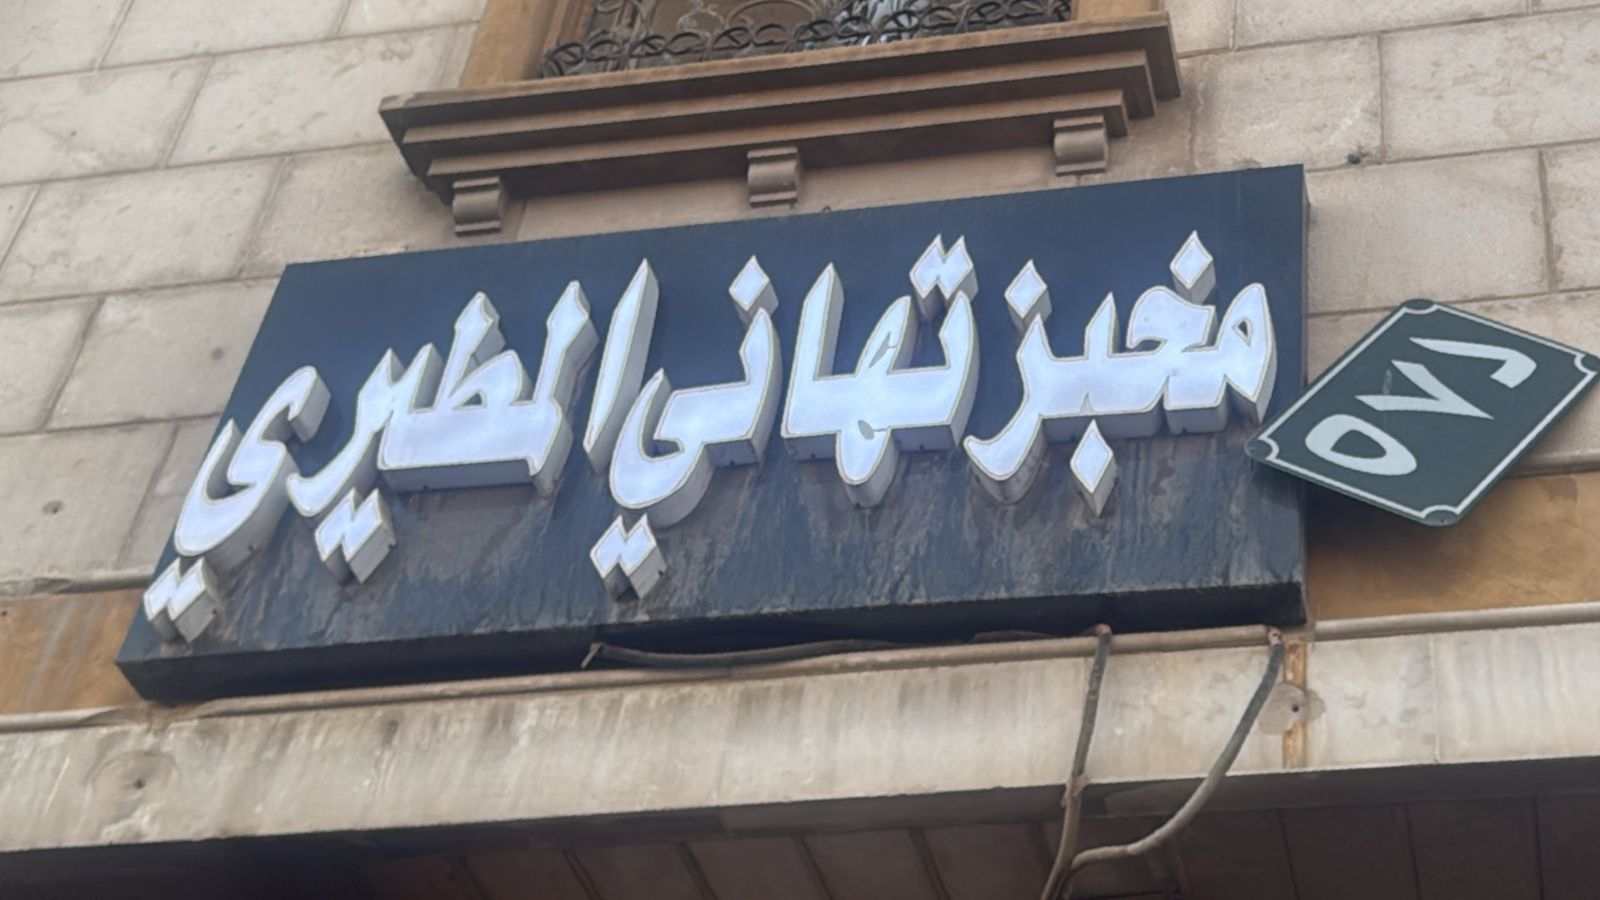 مخبز تهاني المطيري